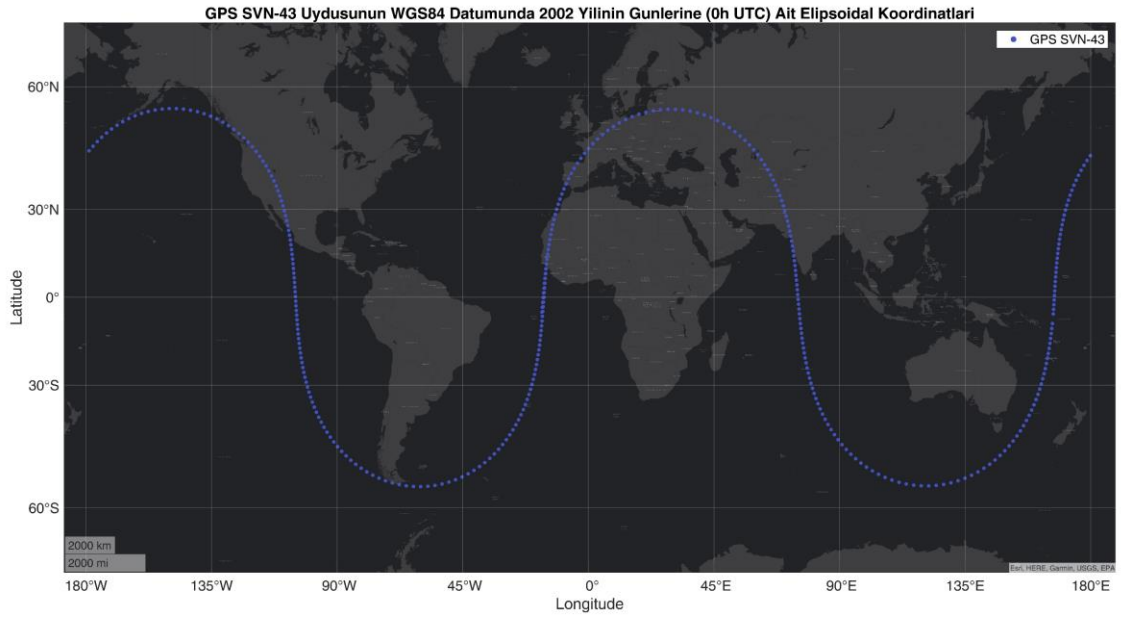 GPS SVN-43 Uydusunun WGS84 Datumunda 2002 Yilinin Gunlerine (0h UTC) Ait Elipsoidal Koordinatlari
GPS SVN-43
60°N
30°N
0°
30°S
60°S
Latitude
2000 km
2000 mi
Esri, HERE, Garmin, USGS, EPA
180°W
135°W
90°W
45°W
0°
45°E
90°E
135°E
180°E
Longitude